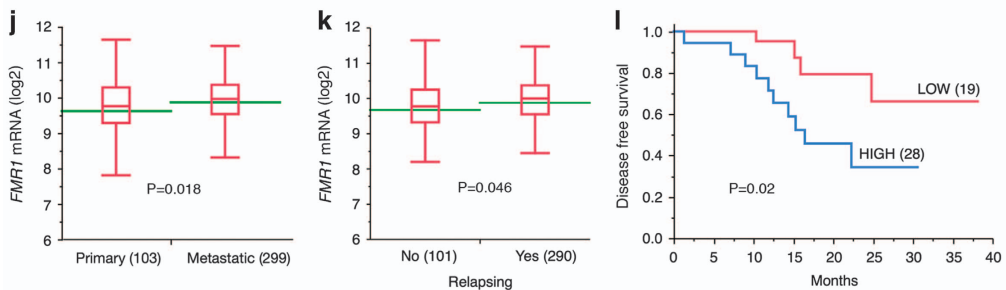 j
FMR1 mRNA (log2)
12
11
10
9
8
7
6
P=0.018
Primary (103)
Metastatic (299)
k
FMR1 mRNA (log2)
12
11
10
9
8
7
6
P=0.046
No (101)
Yes (290)
Relapsing
l
Disease free survival
1.0
0.8
0.6
0.4
0.2
0.0
LOW (19)
HIGH (28)
P=0.02
0 5 10 15 20 25 30 35 40
Months